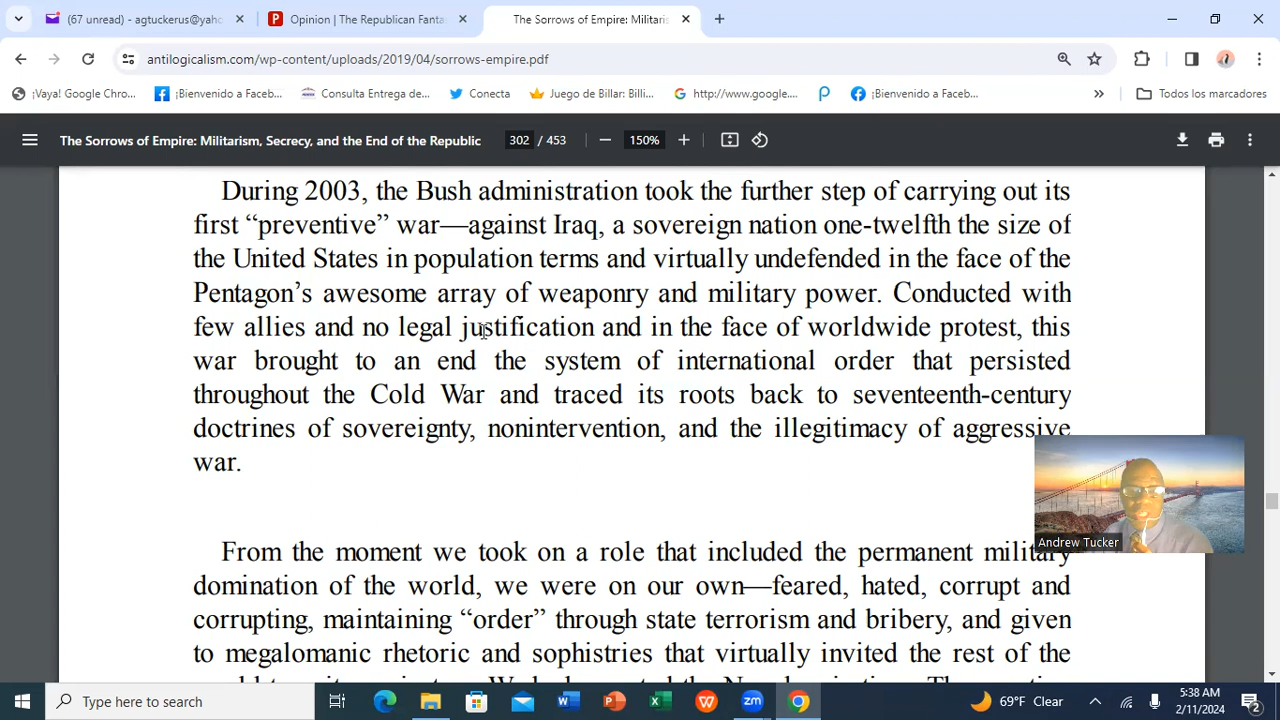 (67 unread) - agtuckerus@yaho
Opinion | The Republican Fanta
The Sorrows of Empire: Militaris
antilogicalism.com/wp-content/uploads/2019/04/sorrows-empire.pdf
¡Vaya! Google Chro...
¡Bienvenido a Faceb...
Consulta Entrega de...
Conecta
Juego de Billar: Billi...
http://www.google....
¡Bienvenido a Faceb...
Todos los marcadores
The Sorrows of Empire: Militarism, Secrecy, and the End of the Republic
302 / 453
150%
During 2003, the Bush administration took the further step of carrying out its
first “preventive” war—against Iraq, a sovereign nation one-twelfth the size of
the United States in population terms and virtually undefended in the face of the
Pentagon’s awesome array of weaponry and military power. Conducted with
few allies and no legal justification and in the face of worldwide protest, this
war brought to an end the system of international order that persisted
throughout the Cold War and traced its roots back to seventeenth-century
doctrines of sovereignty, nonintervention, and the illegitimacy of aggressive
war.
Andrew Tucker
From the moment we took on a role that included the permanent military
domination of the world, we were on our own—feared, hated, corrupt and
corrupting, maintaining “order” through state terrorism and bribery, and given
to megalomanic rhetoric and sophistries that virtually invited the rest of the
Type here to search
zm
69°F Clear
5:38 AM
2/11/2024
2